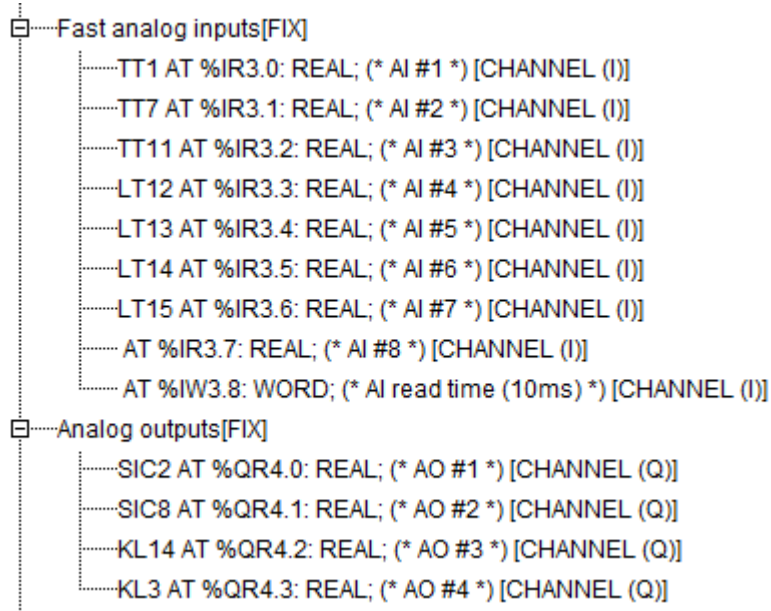 Fast analog inputs[FIX]
TT1 AT %IR3.0: REAL; (* AI #1 *) [CHANNEL (I)]
TT7 AT %IR3.1: REAL; (* AI #2 *) [CHANNEL (I)]
TT11 AT %IR3.2: REAL; (* AI #3 *) [CHANNEL (I)]
LT12 AT %IR3.3: REAL; (* AI #4 *) [CHANNEL (I)]
LT13 AT %IR3.4: REAL; (* AI #5 *) [CHANNEL (I)]
LT14 AT %IR3.5: REAL; (* AI #6 *) [CHANNEL (I)]
LT15 AT %IR3.6: REAL; (* AI #7 *) [CHANNEL (I)]
AT %IR3.7: REAL; (* AI #8 *) [CHANNEL (I)]
AT %IW3.8: WORD; (* AI read time (10ms) *) [CHANNEL (I)]
Analog outputs[FIX]
SIC2 AT %QR4.0: REAL; (* AO #1 *) [CHANNEL (Q)]
SIC8 AT %QR4.1: REAL; (* AO #2 *) [CHANNEL (Q)]
KL14 AT %QR4.2: REAL; (* AO #3 *) [CHANNEL (Q)]
KL3 AT %QR4.3: REAL; (* AO #4 *) [CHANNEL (Q)]